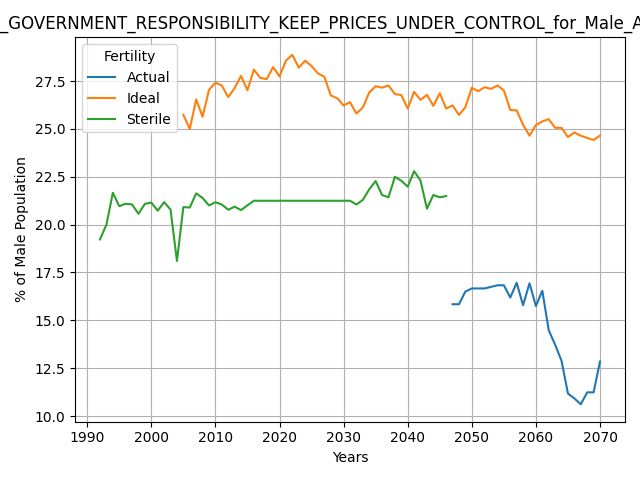 _GOVERNMENT_RESPONSIBILITY_KEEP_PRICES_UNDER_CONTROL_for_Male_A
Fertility
Actual
Ideal
Sterile
27.5
25.0
22.5
20.0
17.5
15.0
12.5
10.0
% of Male Population
1990 2000 2010 2020 2030 2040 2050 2060 2070
Years